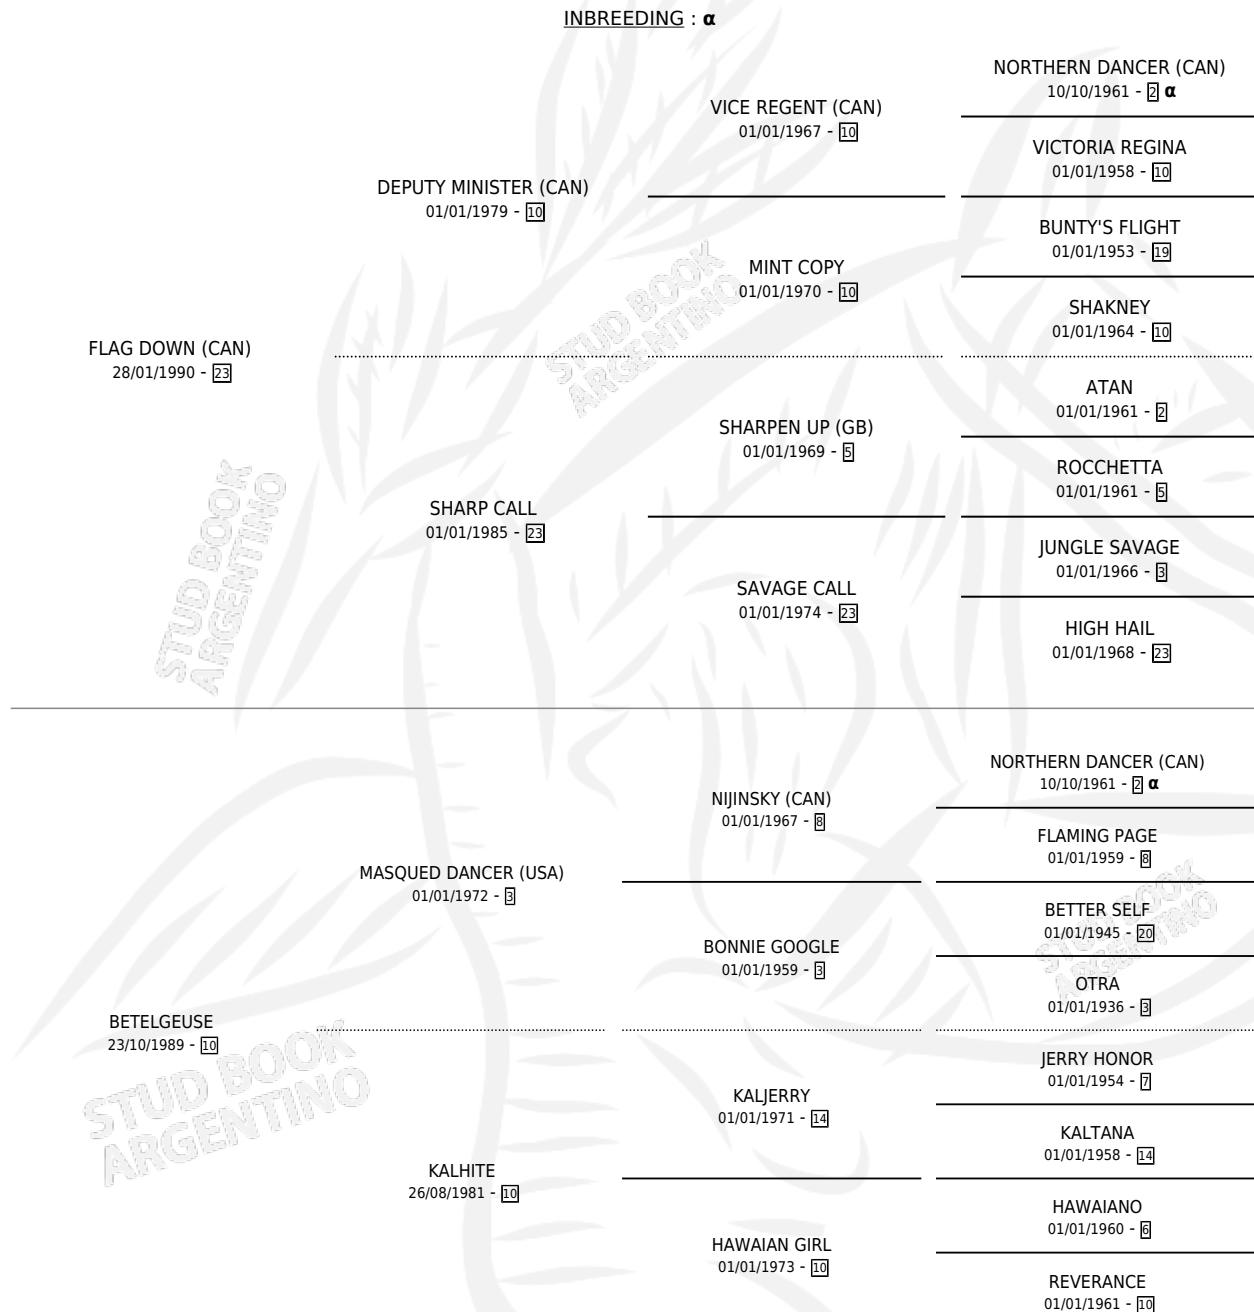 INBREEDING : α
NORTHERN DANCER (CAN)
10/10/1961 - 2 α
VICE REGENT (CAN)
01/01/1967 - 10
VICTORIA REGINA
01/01/1958 - 10
DEPUTY MINISTER (CAN)
01/01/1979 - 10
BUNTY'S FLIGHT
01/01/1953 - 19
MINT COPY
01/01/1970 - 10
SHAKNEY
01/01/1964 - 10
FLAG DOWN (CAN)
28/01/1990 - 23
ATAN
01/01/1961 - 2
SHARPEN UP (GB)
01/01/1969 - 5
ROCCHETTA
01/01/1961 - 5
SHARP CALL
01/01/1985 - 23
JUNGLE SAVAGE
01/01/1966 - 3
SAVAGE CALL
01/01/1974 - 23
HIGH HAIL
01/01/1968 - 23
NORTHERN DANCER (CAN)
10/10/1961 - 2 α
NIJINSKY (CAN)
01/01/1967 - 8
FLAMING PAGE
01/01/1959 - 8
MASQUED DANCER (USA)
01/01/1972 - 3
BETTER SELF
01/01/1945 - 20
BONNIE GOOGLE
01/01/1959 - 3
OTRA
01/01/1936 - 3
BETELGEUSE
23/10/1989 - 10
JERRY HONOR
01/01/1954 - 7
KALJERRY
01/01/1971 - 14
KALTANA
01/01/1958 - 14
KALHITE
26/08/1981 - 10
HAWAIANO
01/01/1960 - 6
HAWAIAN GIRL
01/01/1973 - 10
REVERANCE
01/01/1961 - 10
STUD BOOK
ARGENTINO
STUD BOOK
ARGENTINO
STUD BOOK
ARGENTINO
STUD BOOK
ARGENTINO